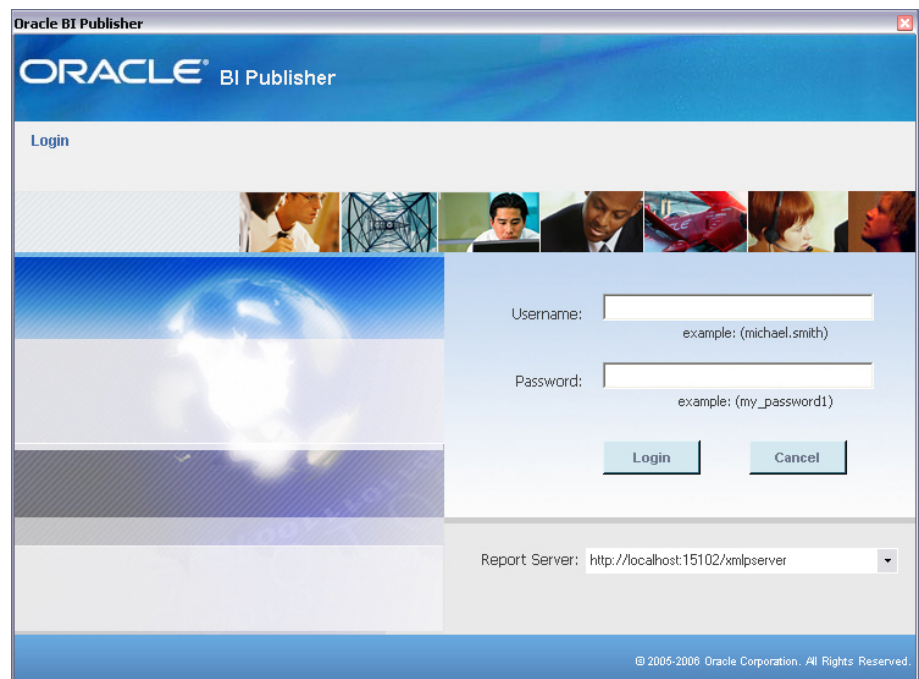 Oracle BI Publisher
ORACLE® BI Publisher
Login
Username:
example: (michael.smith)
Password:
example: (my_password1)
Login Cancel
Report Server: http://localhost:15102/xmlpserver
© 2005-2006 Oracle Corporation. All Rights Reserved.